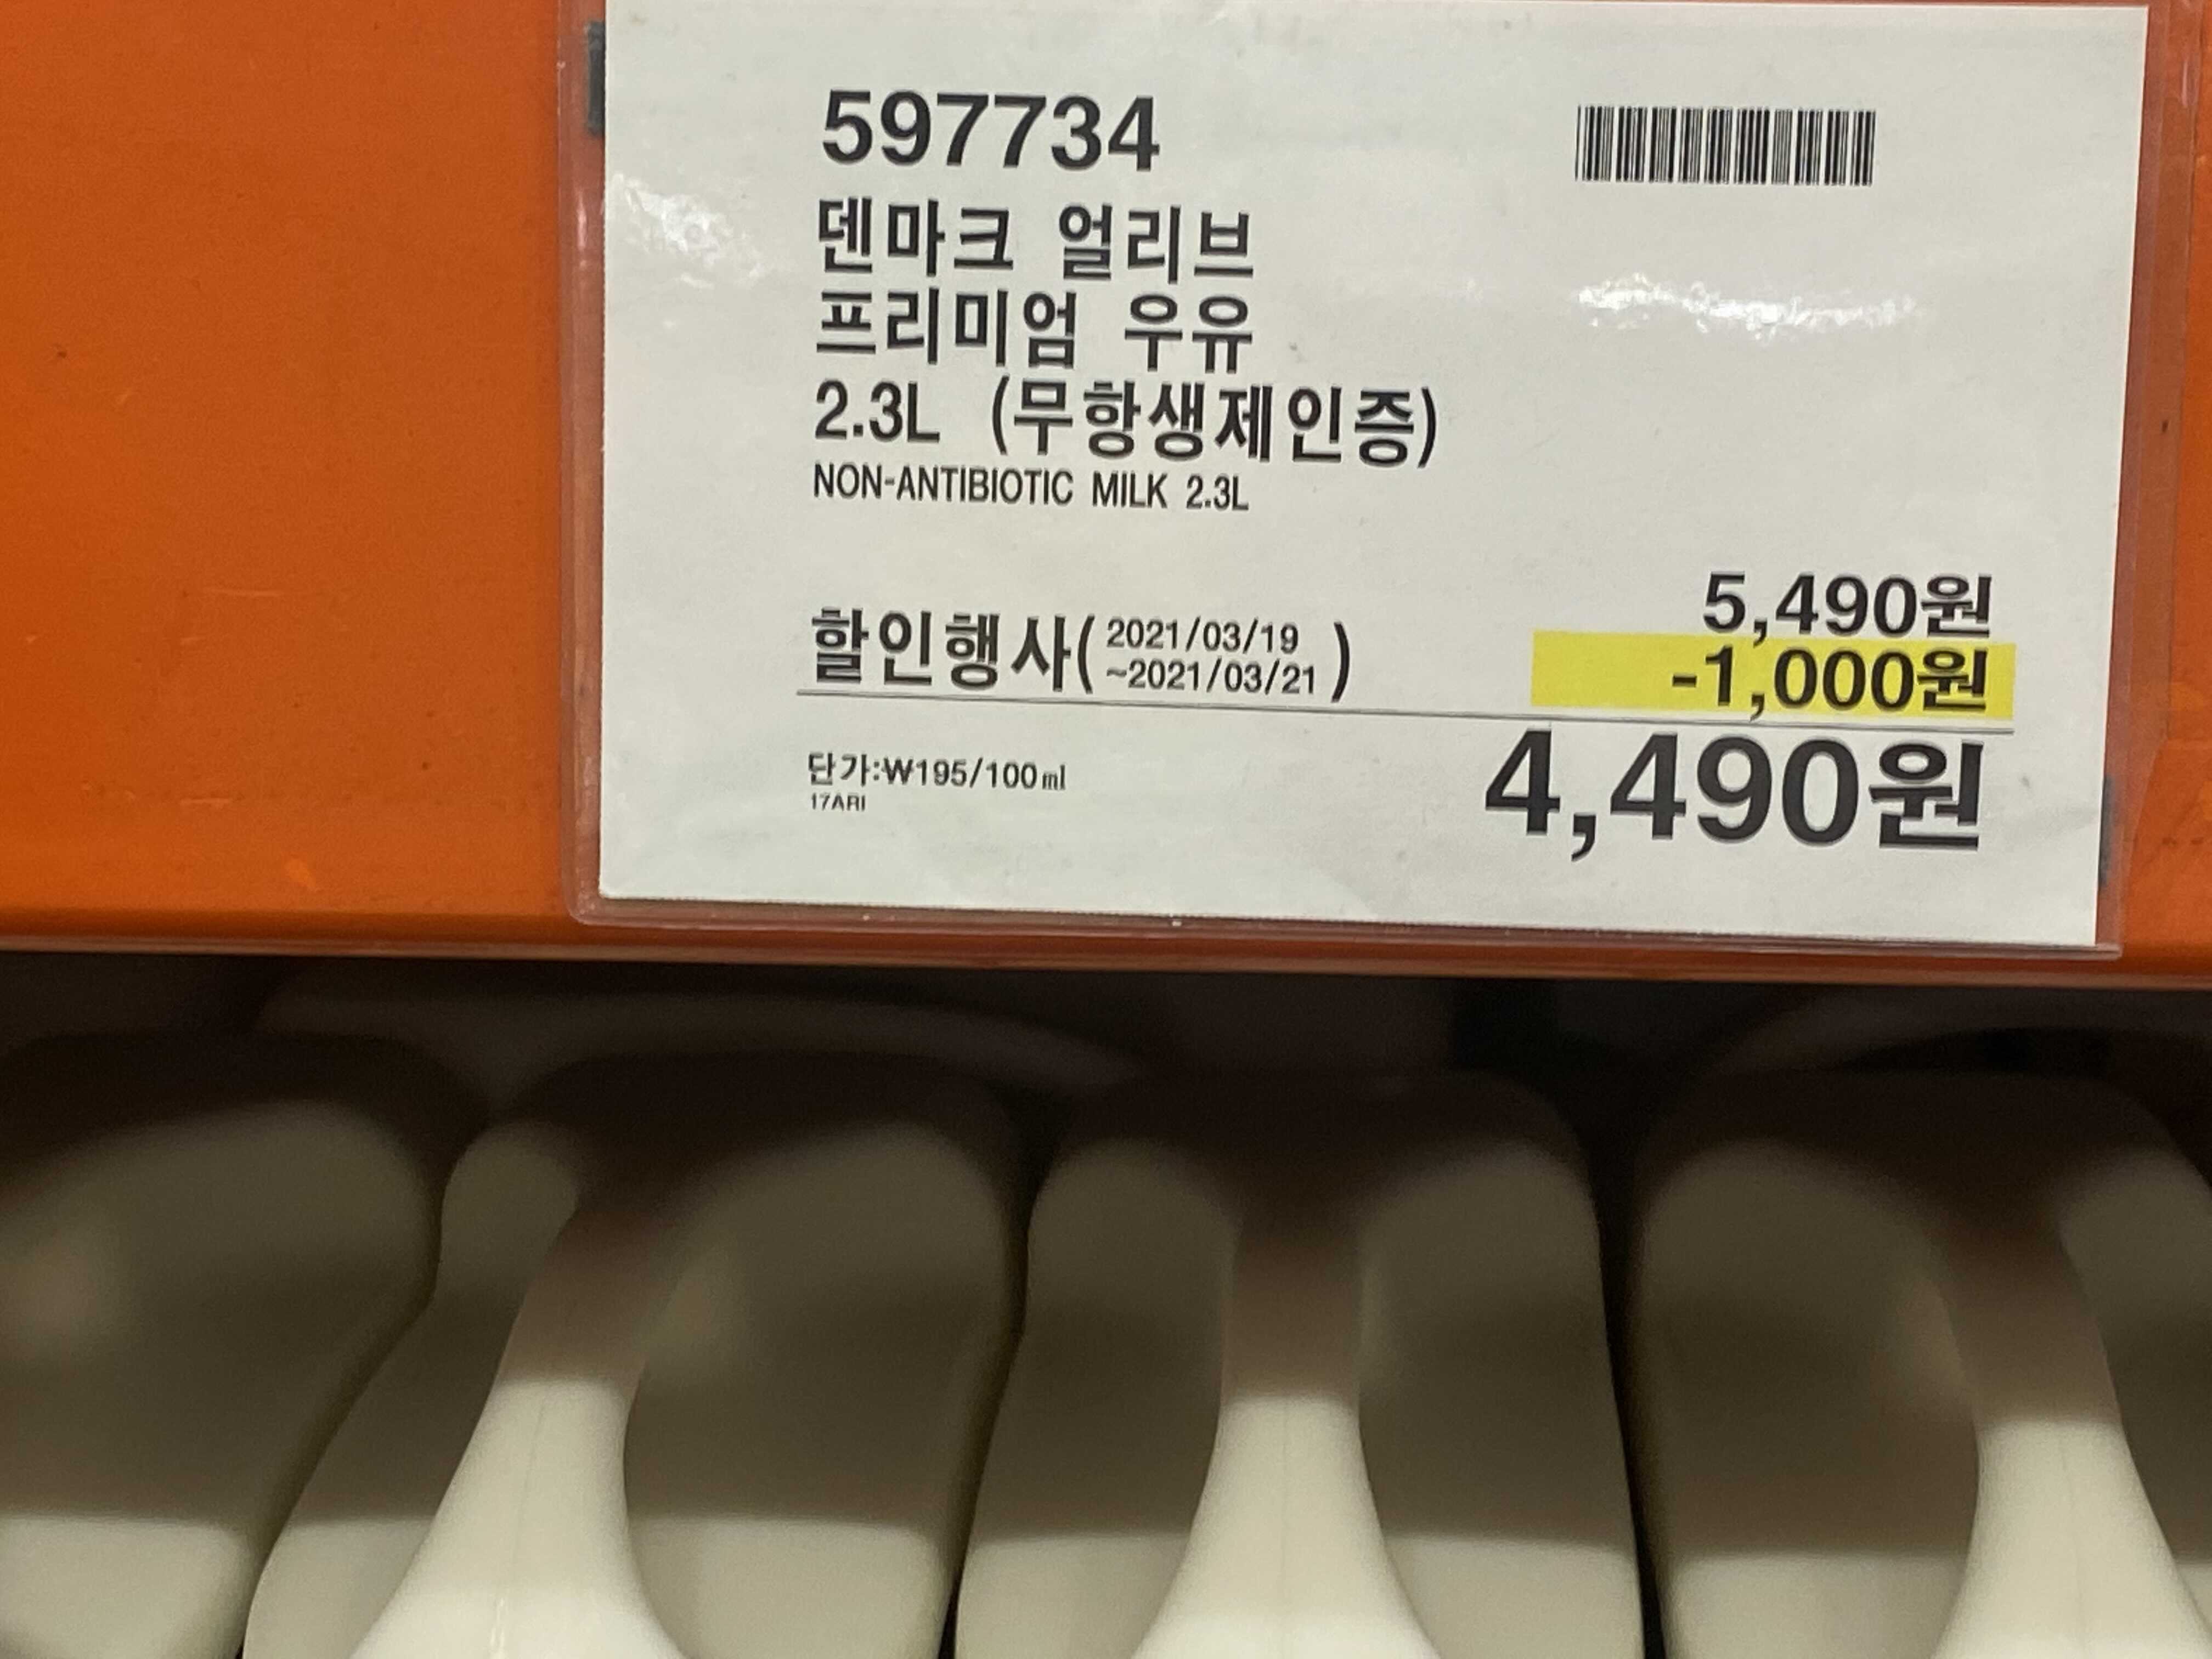 597734
덴마크 얼리브
프리미엄 우유
2.3L (무항생제인증)
NON-ANTIBIOTIC MILK 2.3L
5,490원
할인행사( 2021/03/19
~2021/03/21 )
-1,000원
4,490원
단가:₩195/100㎖
17ARI